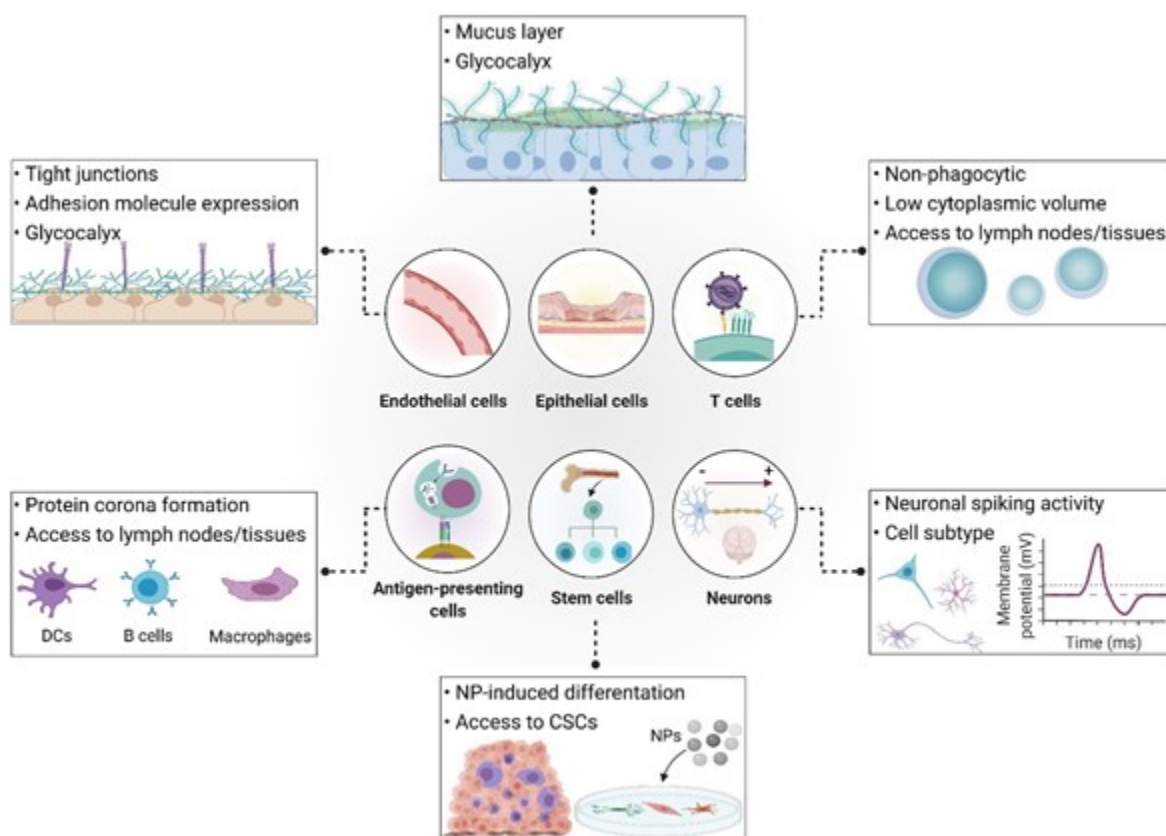 • Mucus layer
• Glycocalyx
• Tight junctions
• Adhesion molecule expression
• Glycocalyx
• Non-phagocytic
• Low cytoplasmic volume
• Access to lymph nodes/tissues
Endothelial cells
Epithelial cells
T cells
• Protein corona formation
• Access to lymph nodes/tissues
DCs
B cells
Macrophages
Antigen-presenting
cells
Stem cells
- +
Neurons
• Neuronal spiking activity
• Cell subtype
Membrane
potential (mV)
Time (ms)
• NP-induced differentation
• Access to CSCs
NPs